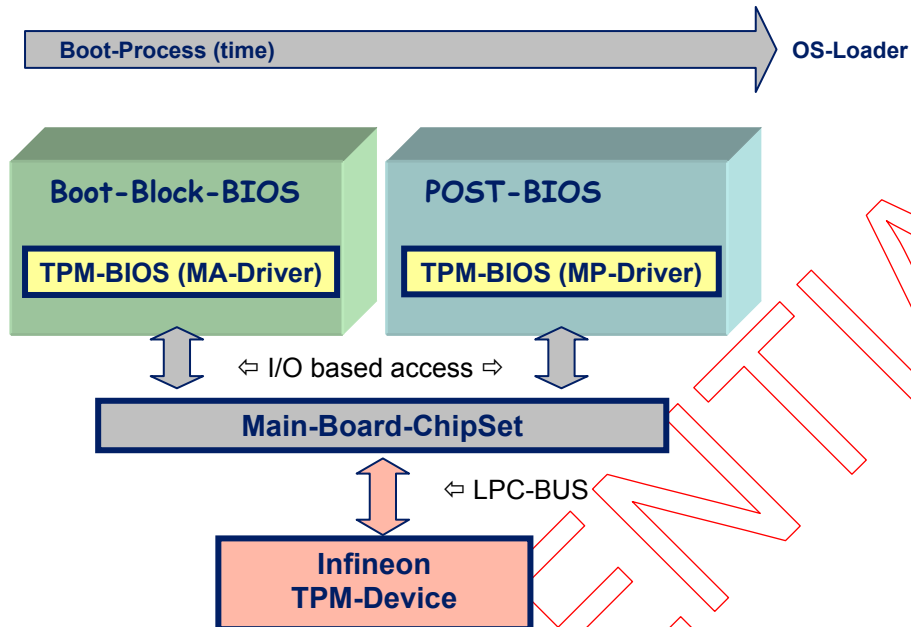 Boot-Process (time)
OS-Loader
Boot-Block-BIOS
POST-BIOS
TPM-BIOS (MA-Driver)
TPM-BIOS (MP-Driver)
⇦ I/O based access ⇨
Main-Board-ChipSet
⇦ LPC-BUS
Infineon
TPM-Device
ENTIA